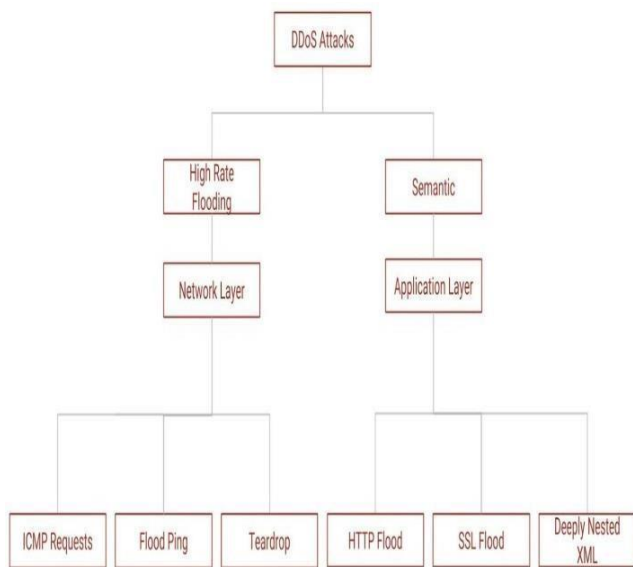 DDoS Attacks
High Rate
Flooding
Semantic
Network Layer
Application Layer
ICMP Requests
Flood Ping
Teardrop
HTTP Flood
SSL Flood
Deeply Nested
XML